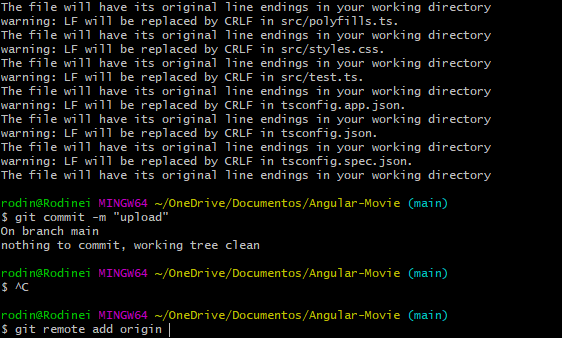 The file will have its original line endings in your working directory
warning: LF will be replaced by CRLF in src/polyfills.ts.
The file will have its original line endings in your working directory
warning: LF will be replaced by CRLF in src/styles.css.
The file will have its original line endings in your working directory
warning: LF will be replaced by CRLF in src/test.ts.
The file will have its original line endings in your working directory
warning: LF will be replaced by CRLF in tsconfig.app.json.
The file will have its original line endings in your working directory
warning: LF will be replaced by CRLF in tsconfig.json.
The file will have its original line endings in your working directory
warning: LF will be replaced by CRLF in tsconfig.spec.json.
The file will have its original line endings in your working directory
rodin@Rodinei MINGW64 ~/OneDrive/Documentos/Angular-Movie (main)
$ git commit -m "upload"
On branch main
nothing to commit, working tree clean
rodin@Rodinei MINGW64 ~/OneDrive/Documentos/Angular-Movie (main)
$ ^C
rodin@Rodinei MINGW64 ~/OneDrive/Documentos/Angular-Movie (main)
$ git remote add origin